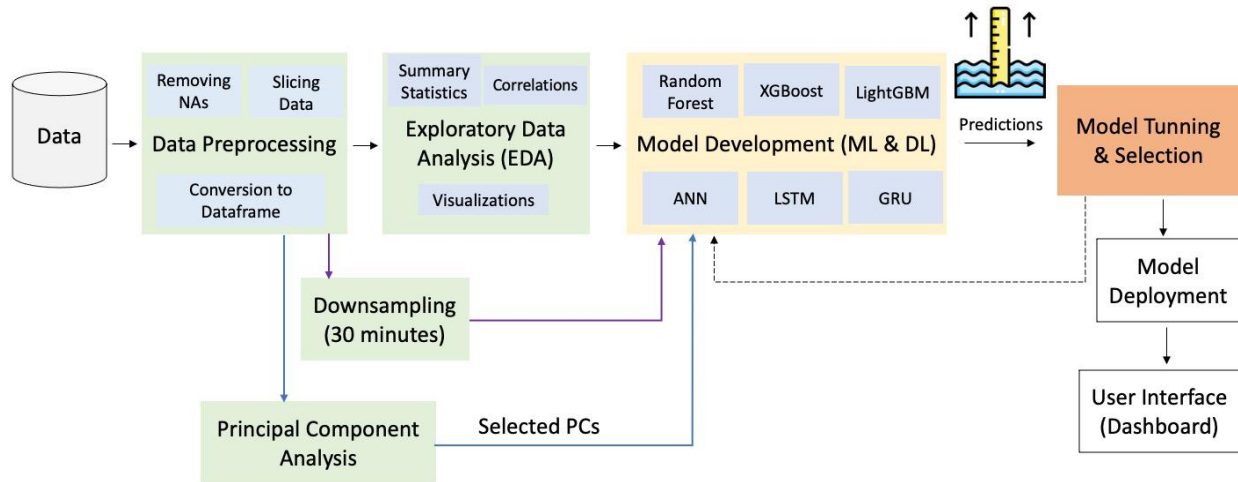 Data
Removing
NAs
Slicing
Data
Data Preprocessing
Conversion to
Dataframe
Summary
Statistics
Correlations
Exploratory Data
Analysis (EDA)
Visualizations
Random
Forest
XGBoost
LightGBM
Model Development (ML & DL)
ANN
LSTM
GRU
Predictions
Model Tunning
& Selection
Model
Deployment
User Interface
(Dashboard)
Downsampling
(30 minutes)
Principal Component
Analysis
Selected PCs